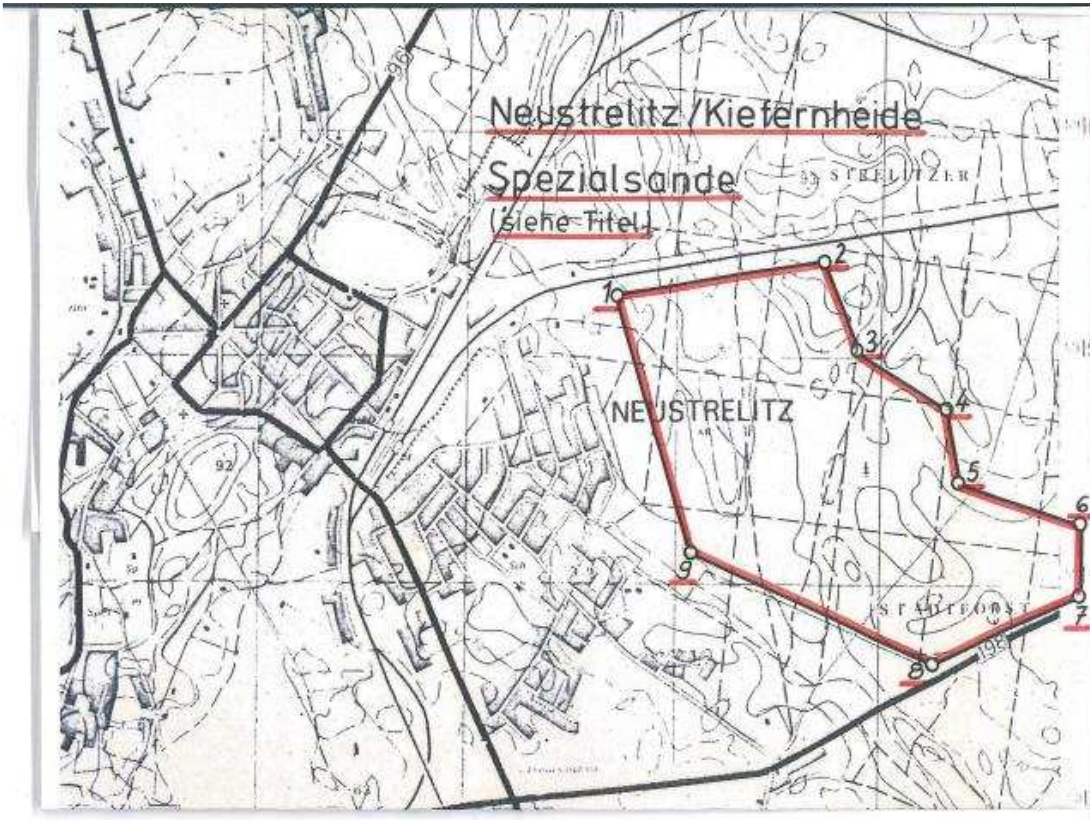 96
Neustrelitz/Kiefernheide
STRELITZER
Spezialsande
(siehe Titel)
2
1
3
4
NEUSTRELITZ
92
5
6
9
STADTFORST
7
198
8